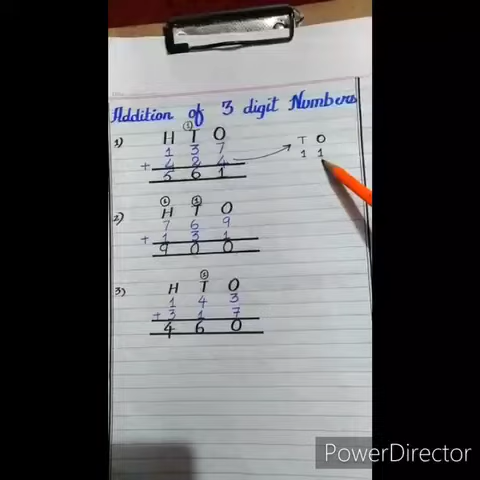 Addition of 3 digit Numbers
1) H T O
①
1 3 7
+ 4 2 4
5 6 1
T O
1 1
2) H T O
① ①
7 6 9
+ 1 3 1
9 0 0
3) H T O
①
1 4 3
+ 3 1 7
4 6 0
PowerDirector